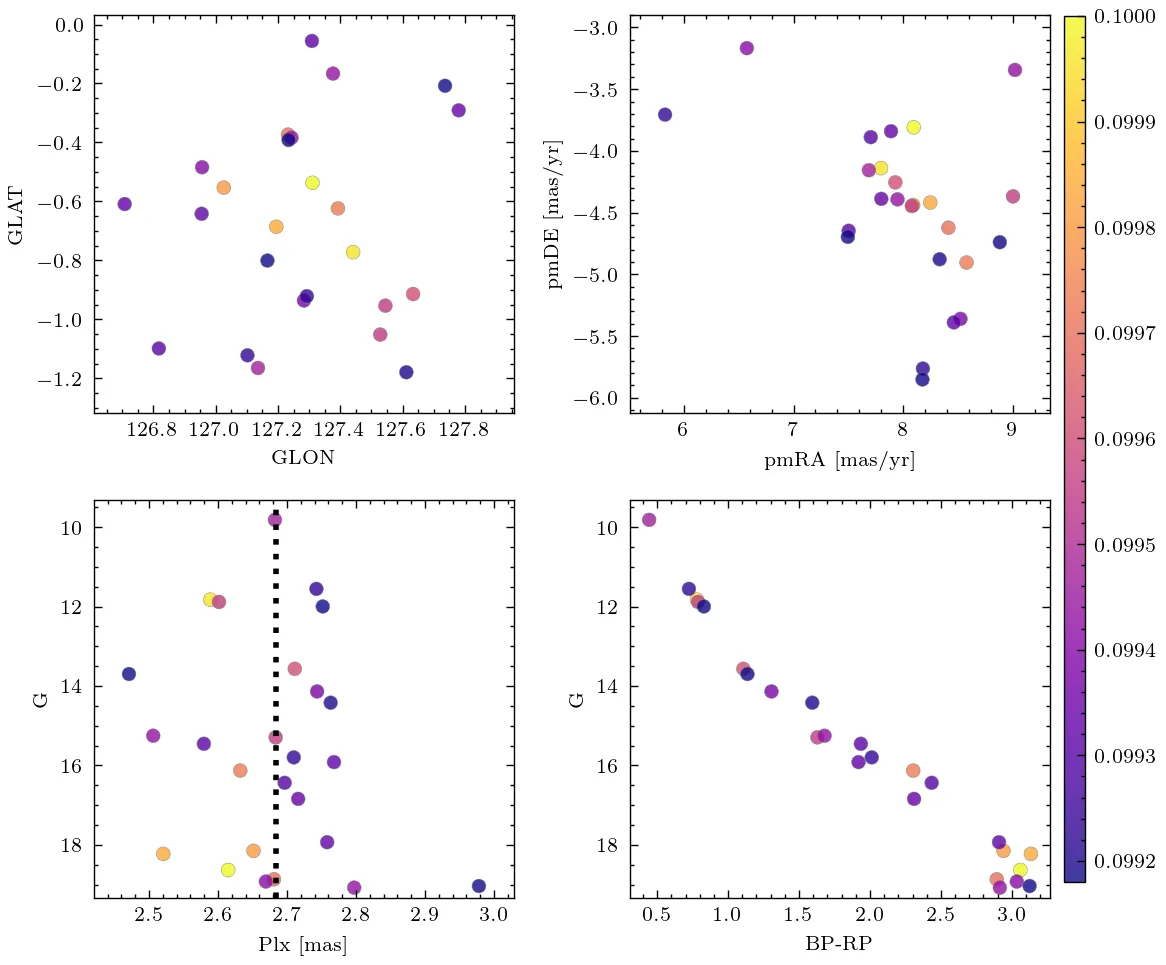 0.0
−0.2
−0.4
−0.6
−0.8
−1.0
−1.2
GLAT
126.8 127.0 127.2 127.4 127.6 127.8
GLON
−3.0
−3.5
−4.0
−4.5
−5.0
−5.5
−6.0
pmDE [mas/yr]
6 7 8 9
pmRA [mas/yr]
0.1000
0.0999
0.0998
0.0997
0.0996
0.0995
0.0994
0.0993
0.0992
10
12
14
16
18
G
2.5 2.6 2.7 2.8 2.9 3.0
Plx [mas]
10
12
14
16
18
G
0.5 1.0 1.5 2.0 2.5 3.0
BP-RP